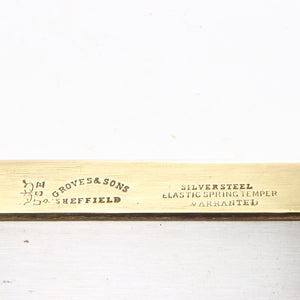 GROVES & SONS
SHEFFIELD
SILVER STEEL
ELASTIC SPRING TEMPER
WARRANTED